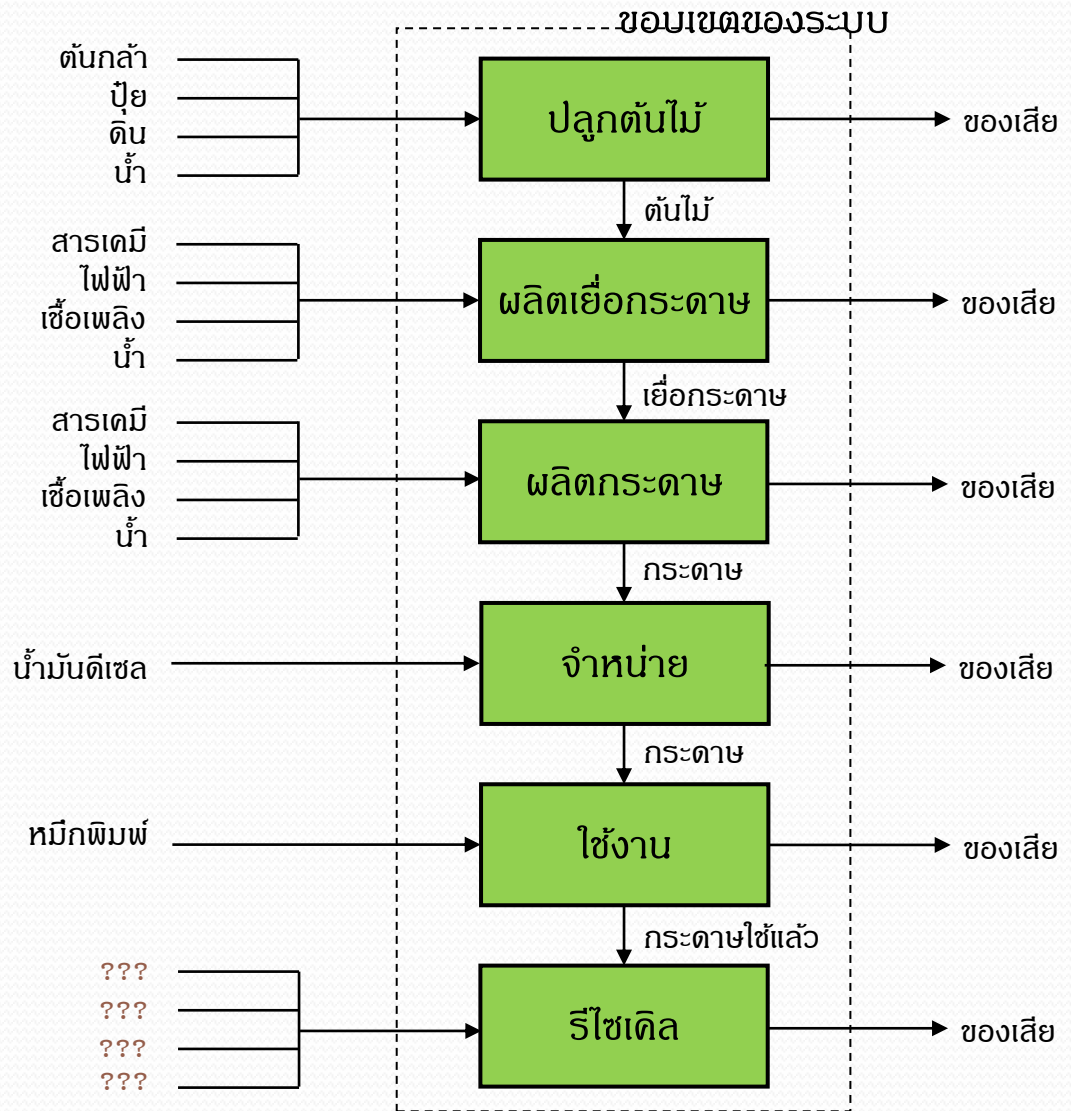 ขอบเขตของระบบ
ต้นกล้า
ปุ๋ย
ดิน
น้ำ
ปลูกต้นไม้
ของเสีย
ต้นไม้
สารเคมี
ไฟฟ้า
เชื้อเพลิง
น้ำ
ผลิตเยื่อกระดาษ
ของเสีย
เยื่อกระดาษ
สารเคมี
ไฟฟ้า
เชื้อเพลิง
น้ำ
ผลิตกระดาษ
ของเสีย
กระดาษ
น้ำมันดีเซล
จำหน่าย
ของเสีย
กระดาษ
หมึกพิมพ์
ใช้งาน
ของเสีย
กระดาษใช้แล้ว
???
???
???
???
รีไซเคิล
ของเสีย